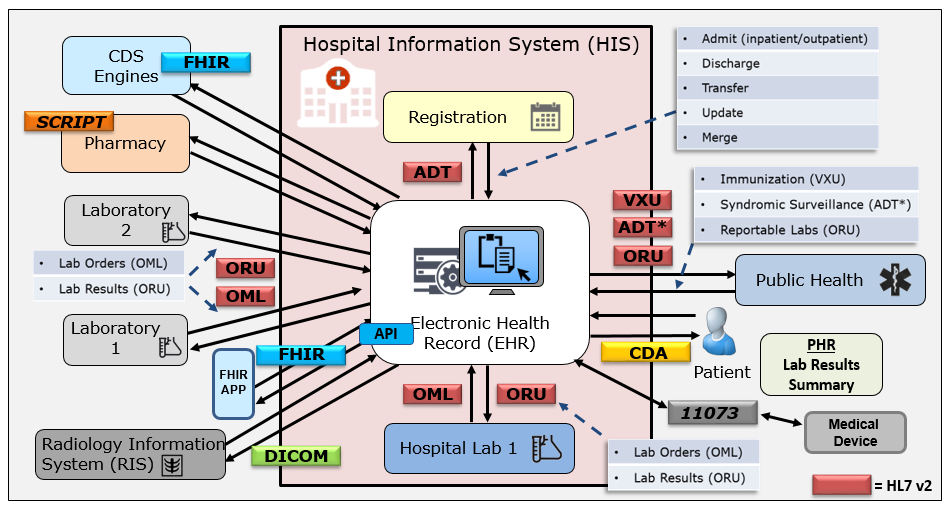 Hospital Information System (HIS)
CDS
Engines
FHIR
SCRIPT
Pharmacy
Registration
ADT
• Admit (inpatient/outpatient)
• Discharge
• Transfer
• Update
• Merge
Laboratory
2
• Lab Orders (OML)
• Lab Results (ORU)
ORU
OML
Laboratory
1
VXU
ADT*
ORU
• Immunization (VXU)
• Syndromic Surveillance (ADT*)
• Reportable Labs (ORU)
Public Health
Electronic Health
Record (EHR)
API
FHIR
FHIR
APP
CDA
Patient
PHR
Lab Results
Summary
OML
ORU
11073
Medical
Device
Radiology Information
System (RIS)
DICOM
Hospital Lab 1
• Lab Orders (OML)
• Lab Results (ORU)
= HL7 v2